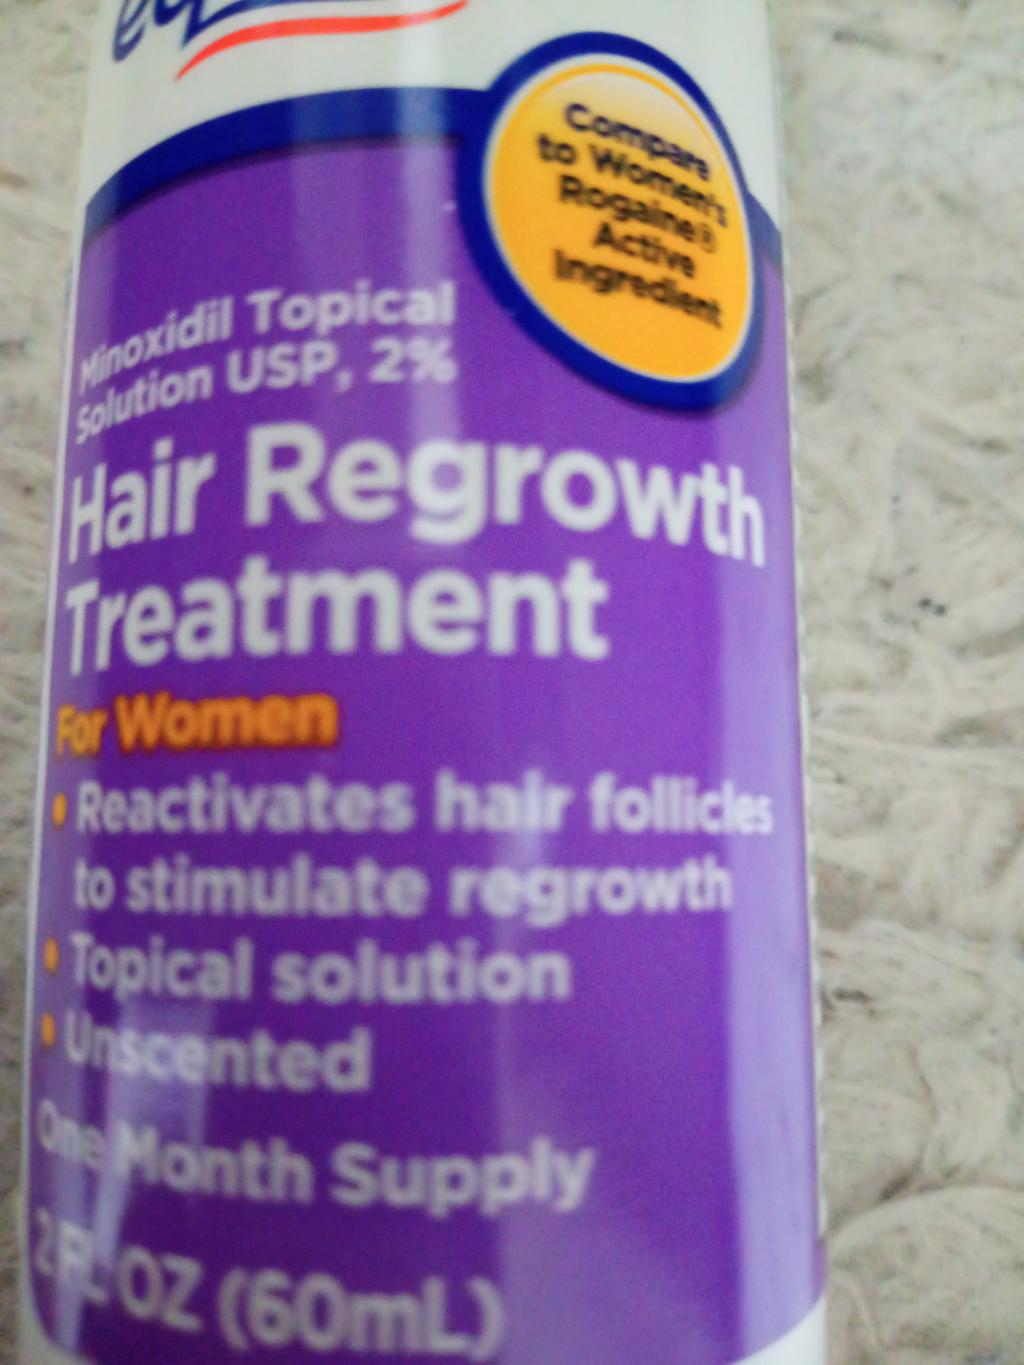 Compare
to Women's
Rogaine®
Active
Ingredient
Minoxidil Topical
Solution USP, 2%
Hair Regrowth
Treatment
For Women
• Reactivates hair follicles
to stimulate regrowth
• Topical solution
• Unscented
One Month Supply
2 FL OZ (60mL)